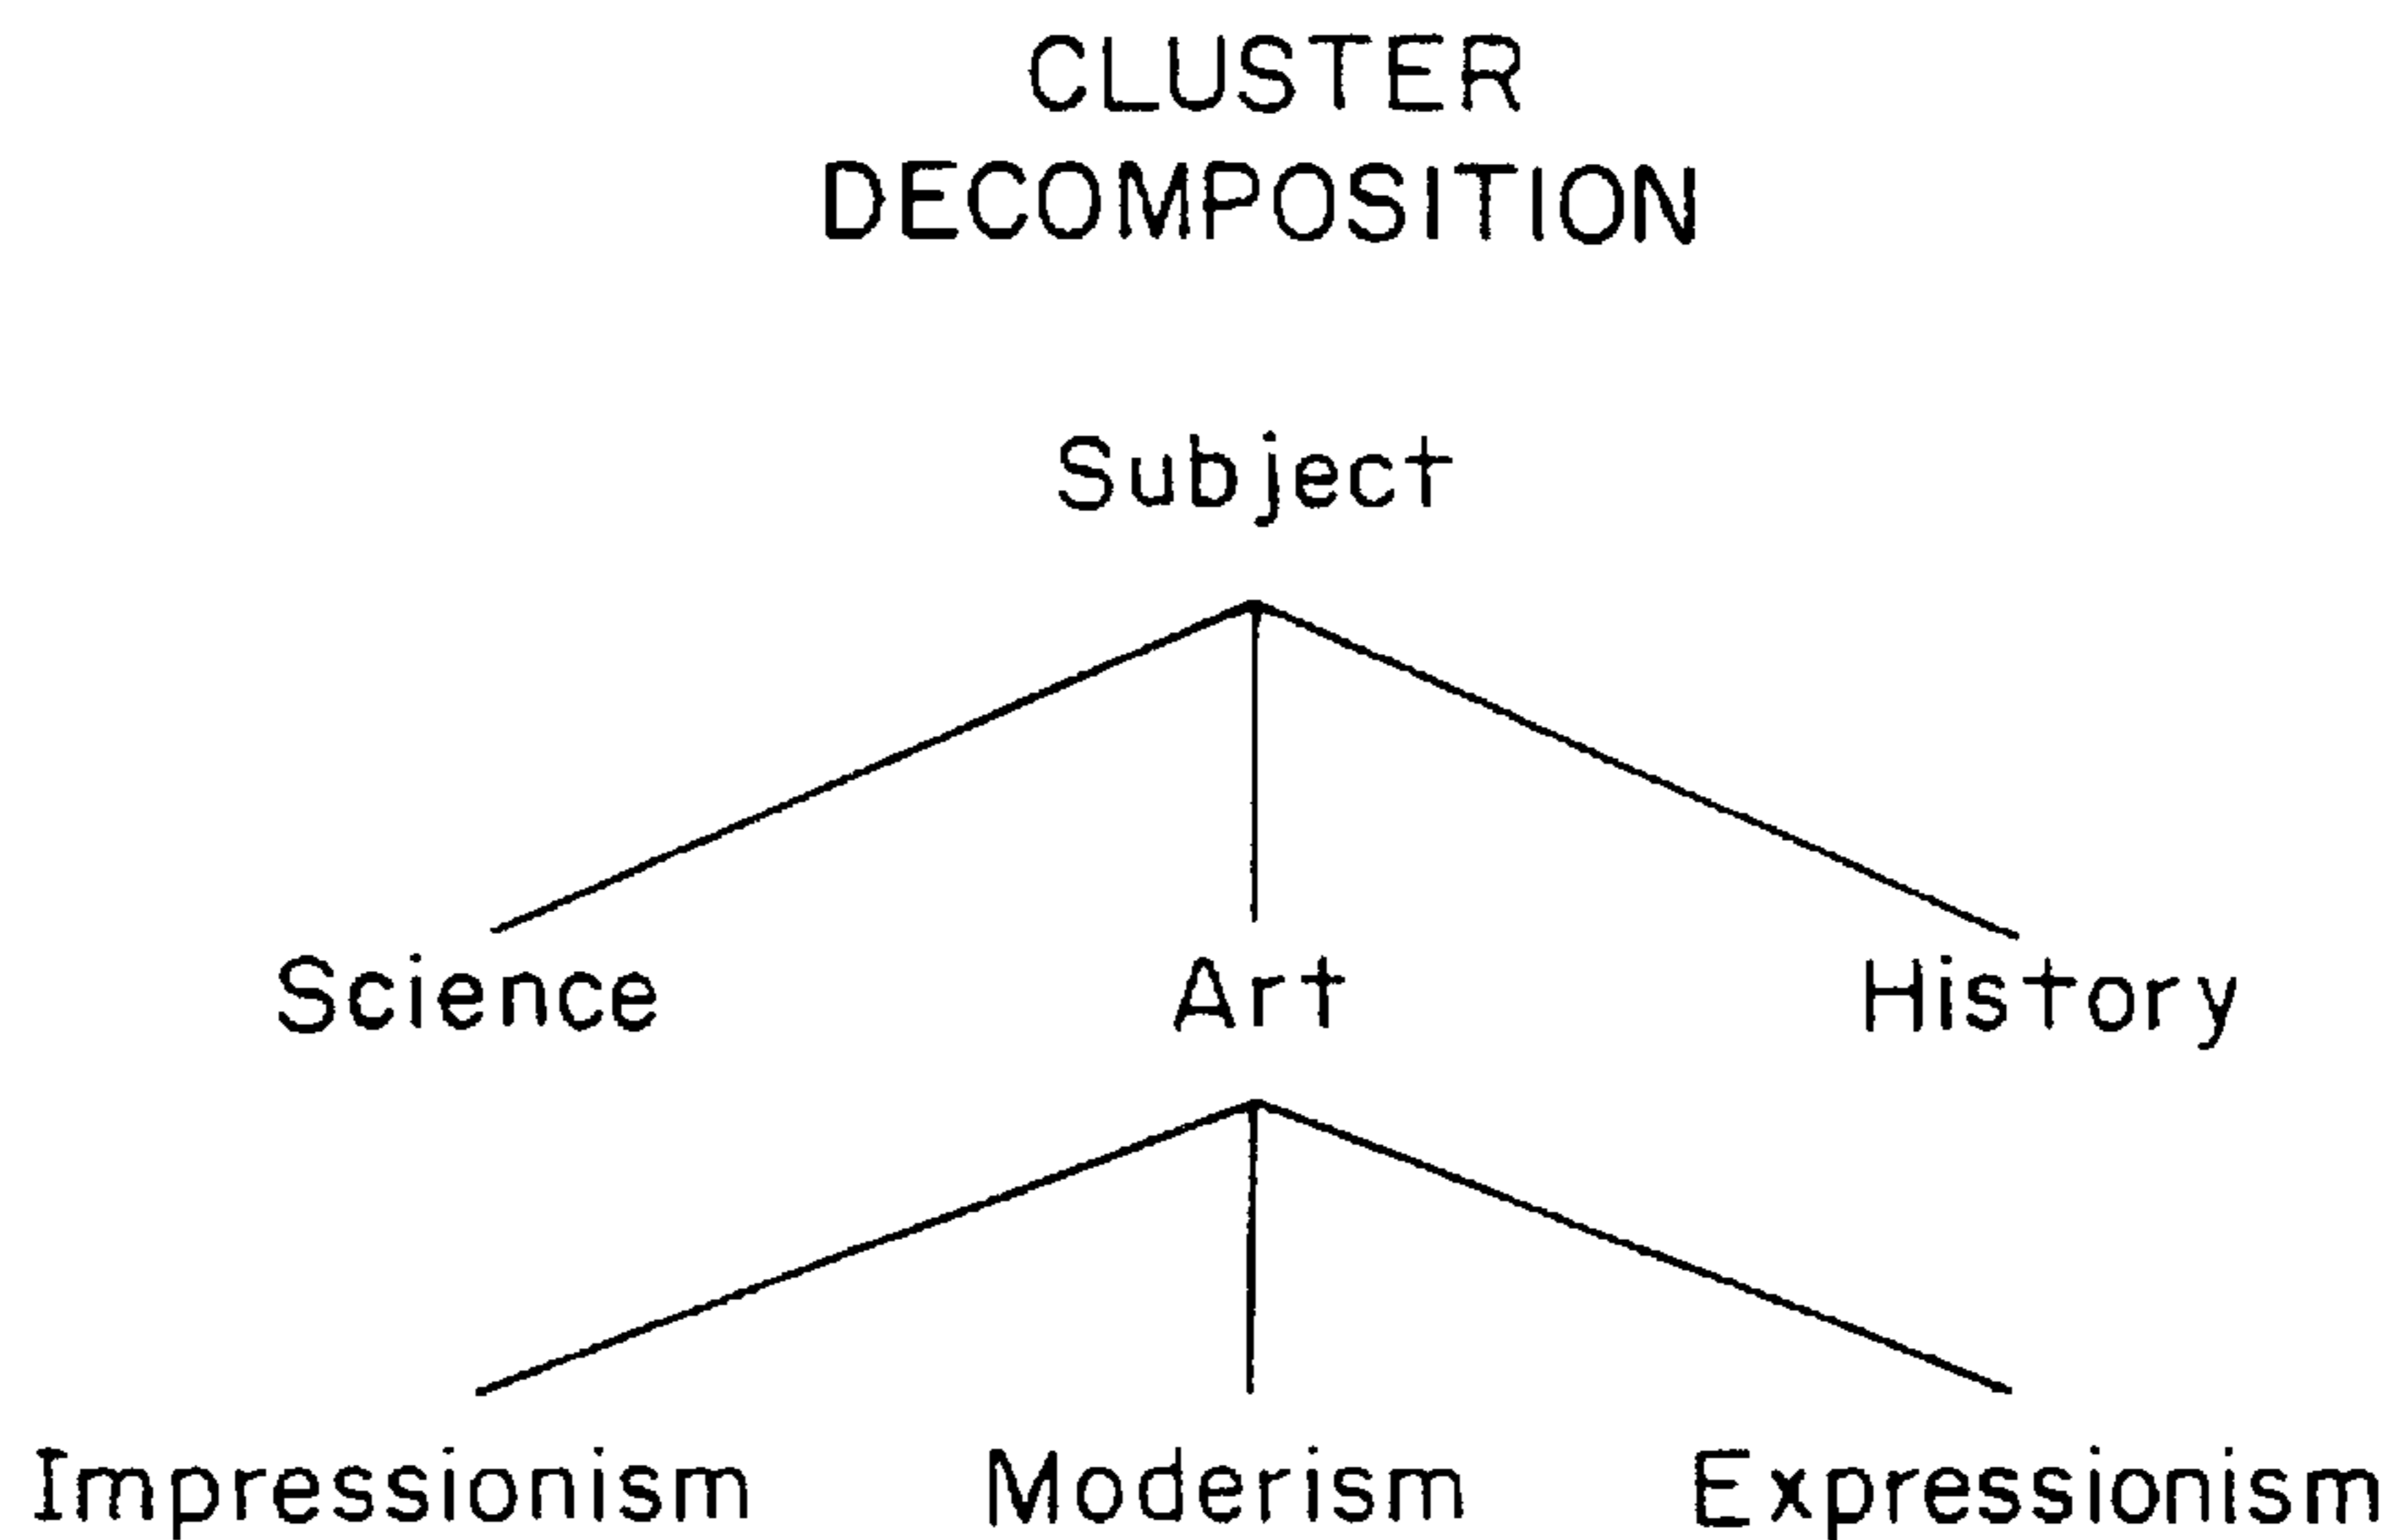 CLUSTER
DECOMPOSITION
Subject
Science Art History
Impressionism Moderism Expressionism